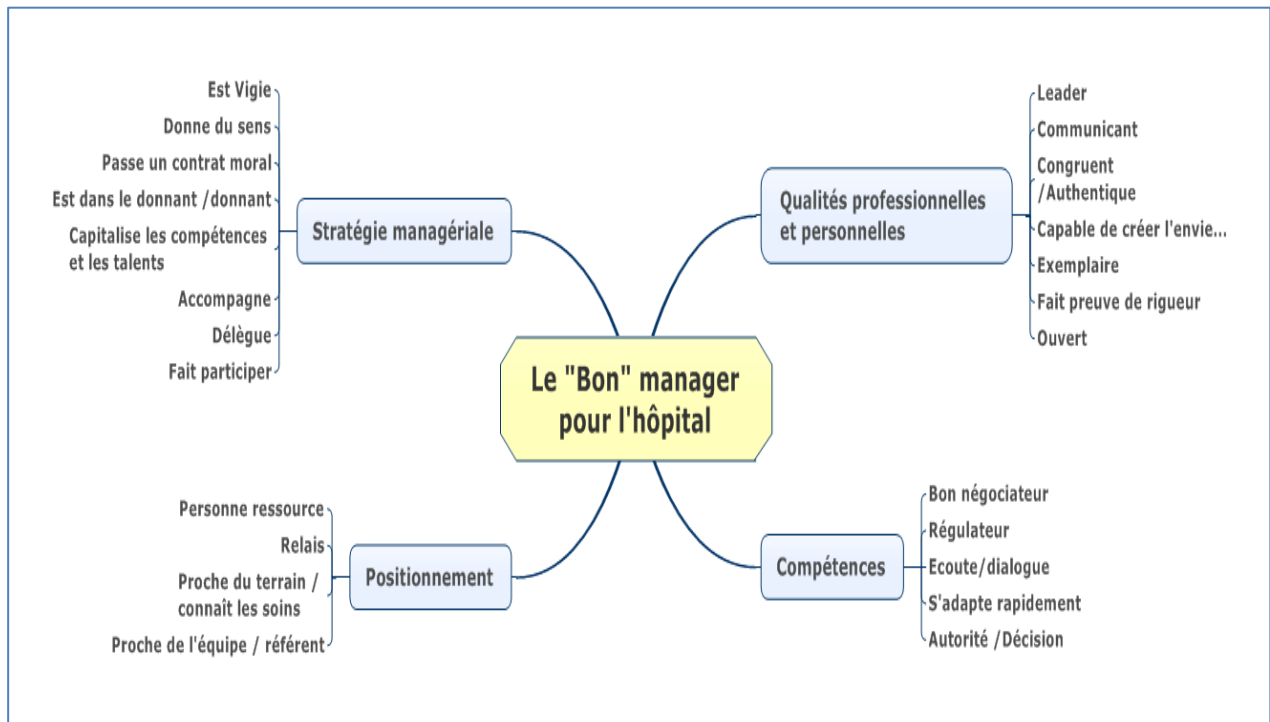 Est Vigie
Donne du sens
Passe un contrat moral
Est dans le donnant /donnant
Capitalise les compétences
et les talents
Accompagne
Délègue
Fait participer
Stratégie managériale
Qualités professionnelles
et personnelles
Leader
Communicant
Congruent
/Authentique
Capable de créer l'envie...
Exemplaire
Fait preuve de rigueur
Ouvert
Le "Bon" manager
pour l'hôpital
Personne ressource
Relais
Proche du terrain /
connaît les soins
Proche de l'équipe / référent
Positionnement
Compétences
Bon négociateur
Régulateur
Ecoute/dialogue
S'adapte rapidement
Autorité /Décision